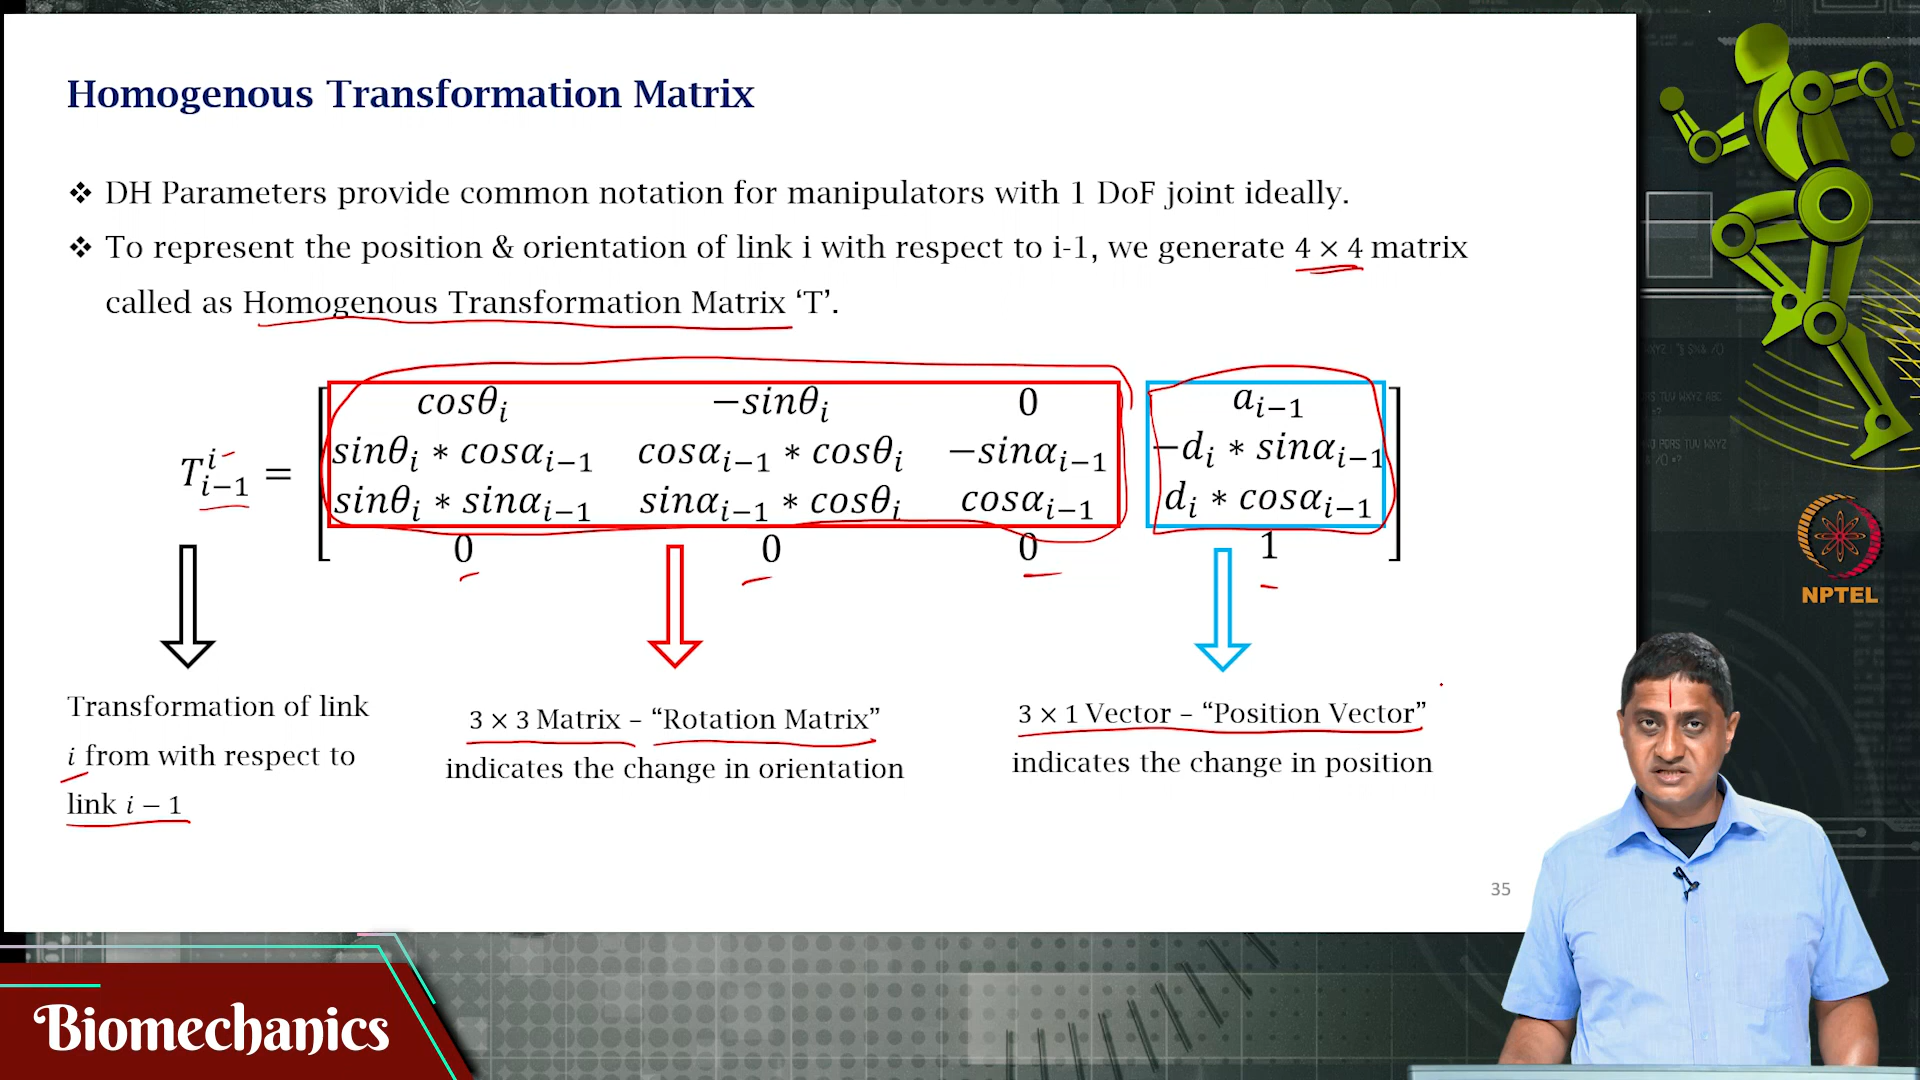 Homogenous Transformation Matrix
❖ DH Parameters provide common notation for manipulators with 1 DoF joint ideally.
❖ To represent the position & orientation of link i with respect to i-1, we generate 4 × 4 matrix
called as Homogenous Transformation Matrix ‘T’.
cosθ_i −sinθ_i 0 a_{i−1}
sinθ_i ∗ cosα_{i−1} cosα_{i−1} ∗ cosθ_i −sinα_{i−1} −d_i ∗ sinα_{i−1}
T_{i−1}^{i} =
sinθ_i ∗ sinα_{i−1} sinα_{i−1} ∗ cosθ_i cosα_{i−1} d_i ∗ cosα_{i−1}
0 0 0 1
Transformation of link
i from with respect to
link i − 1
3 × 3 Matrix – “Rotation Matrix”
indicates the change in orientation
3 × 1 Vector – “Position Vector”
indicates the change in position
35
NPTEL
Biomechanics